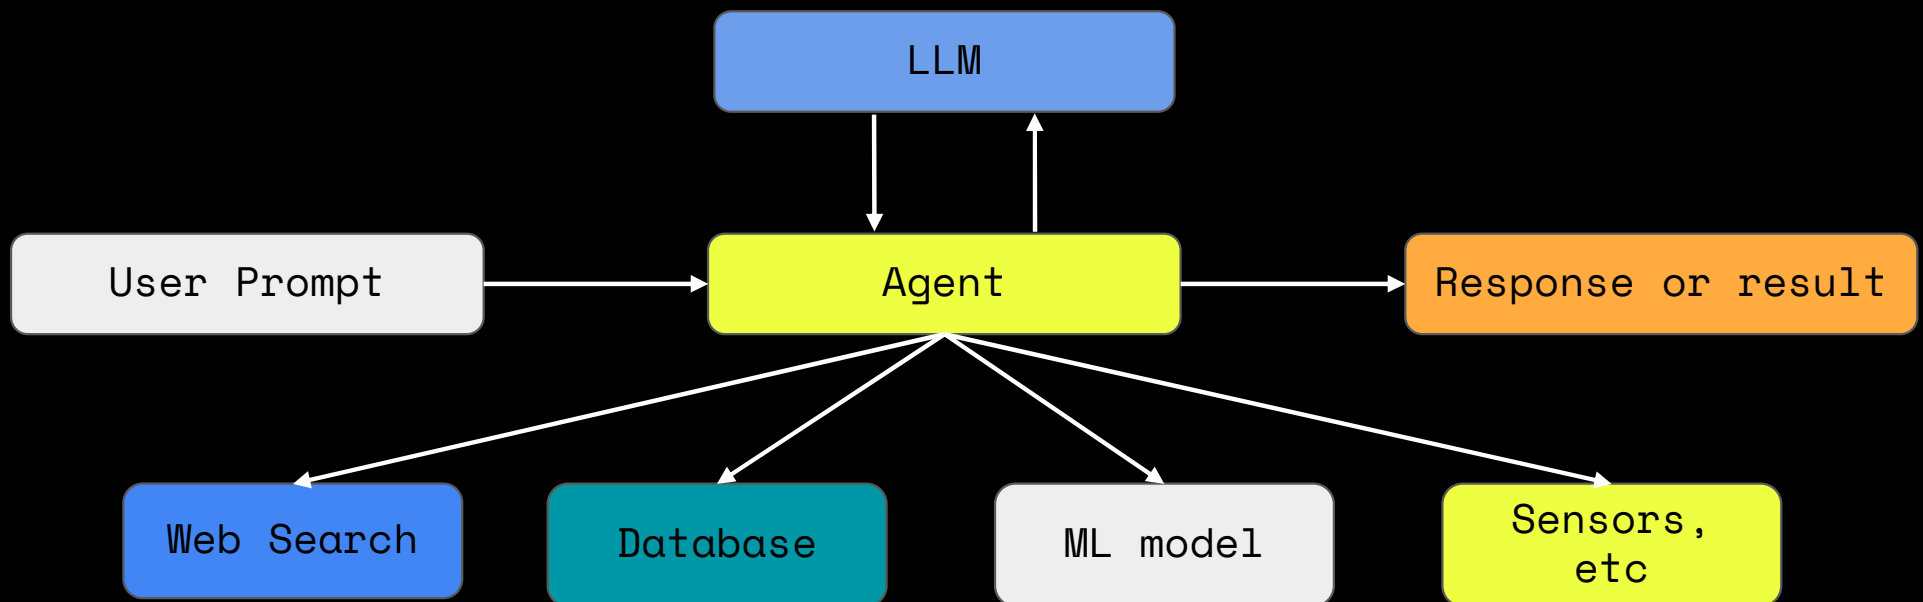 LLM
User Prompt
Agent
Response or result
Web Search
Database
ML model
Sensors,
etc